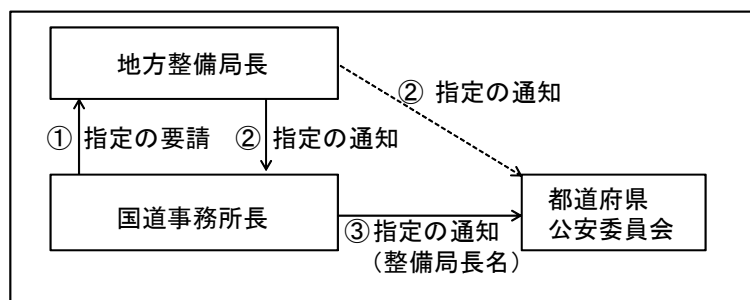 地方整備局長
① 指定の要請
② 指定の通知
② 指定の通知
国道事務所長
都道府県
公安委員会
③指定の通知
（整備局長名）